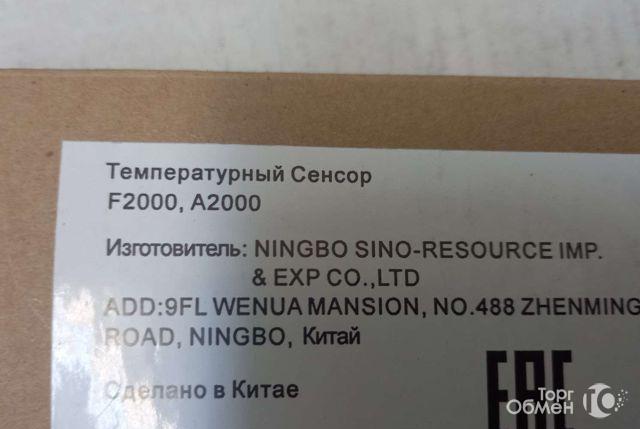 Температурный Сенсор
F2000, A2000
Изготовитель: NINGBO SINO-RESOURCE IMP.
& EXP CO.,LTD
ADD:9FL WENUA MANSION, NO.488 ZHENMING
ROAD, NINGBO, Китай
Сделано в Китае
EAC
Торг
Обмен